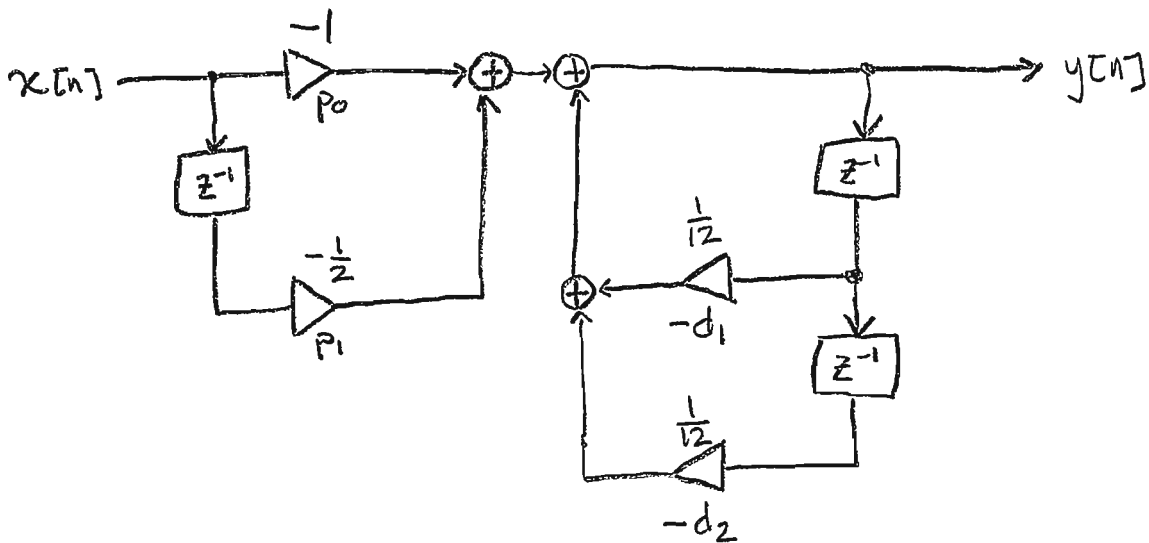 -1
x[n]
p0
y[n]
z⁻¹
z⁻¹
-1/2
p1
1/12
-d1
z⁻¹
1/12
-d2